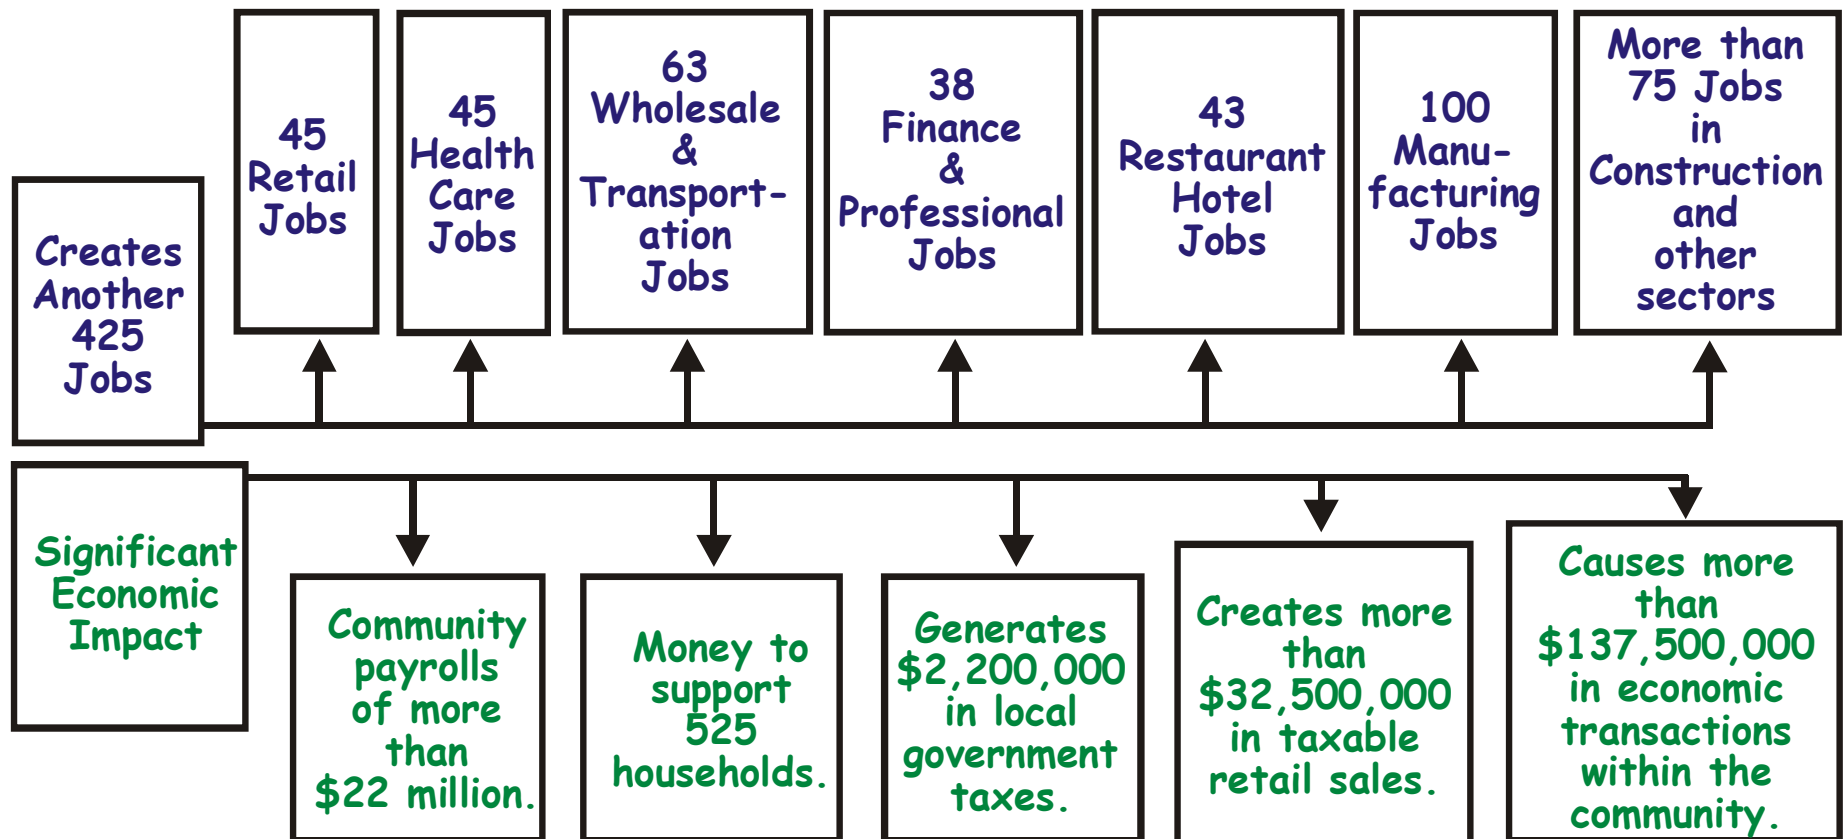 Creates
Another
425
Jobs
45
Retail
Jobs
45
Health
Care
Jobs
63
Wholesale
&
Transport-
ation
Jobs
38
Finance
&
Professional
Jobs
43
Restaurant
Hotel
Jobs
100
Manu-
facturing
Jobs
More than
75 Jobs
in
Construction
and
other
sectors
Significant
Economic
Impact
Community
payrolls
of more
than
$22 million.
Money to
support
525
households.
Generates
$2,200,000
in local
government
taxes.
Creates more
than
$32,500,000
in taxable
retail sales.
Causes more
than
$137,500,000
in economic
transactions
within the
community.